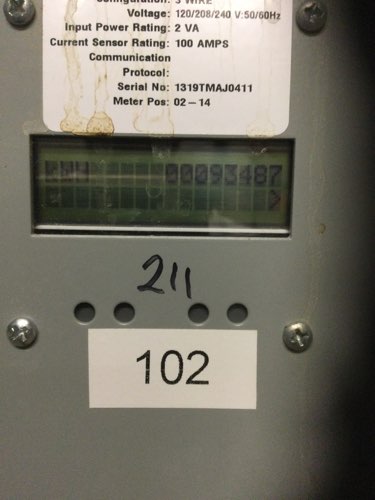 Configuration: 3 WIRE
Voltage: 120/208/240 V:50/60Hz
Input Power Rating: 2 VA
Current Sensor Rating: 100 AMPS
Communication
Protocol:
Serial No: 1319TMAJ0411
Meter Pos: 02-14
00093487
211
102